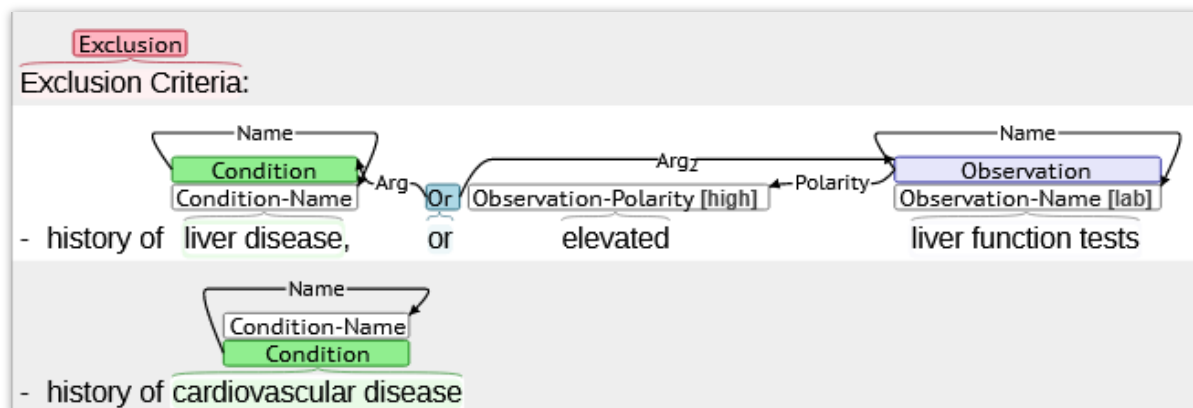 Exclusion
Exclusion Criteria:
Name Name
Condition Arg2 Observation
Condition-Name Arg Or Observation-Polarity [high] Polarity Observation-Name [lab]
- history of liver disease, or elevated liver function tests
Name
Condition-Name
Condition
- history of cardiovascular disease